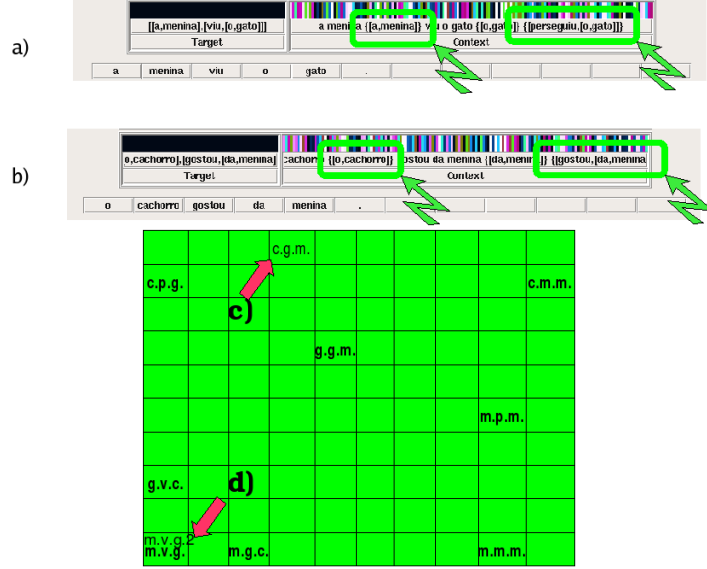 a)
[[a,menina],[viu,[o,gato]]]
a menina {[a,menina]} viu o gato {[o,gato]} {[perseguiu,[o,gato]]}
Target
Context
a menina viu o gato .
b)
o,cachorro],[gostou,[da,menina]
cachorro {[o,cachorro]} gostou da menina {[da,menina]} {[gostou,[da,menina
Target
Context
o cachorro gostou da menina .
c.g.m.
c.p.g. c.m.m.
c)
g.g.m.
m.p.m.
g.v.c. d)
m.v.g.2
m.v.g. m.g.c. m.m.m.